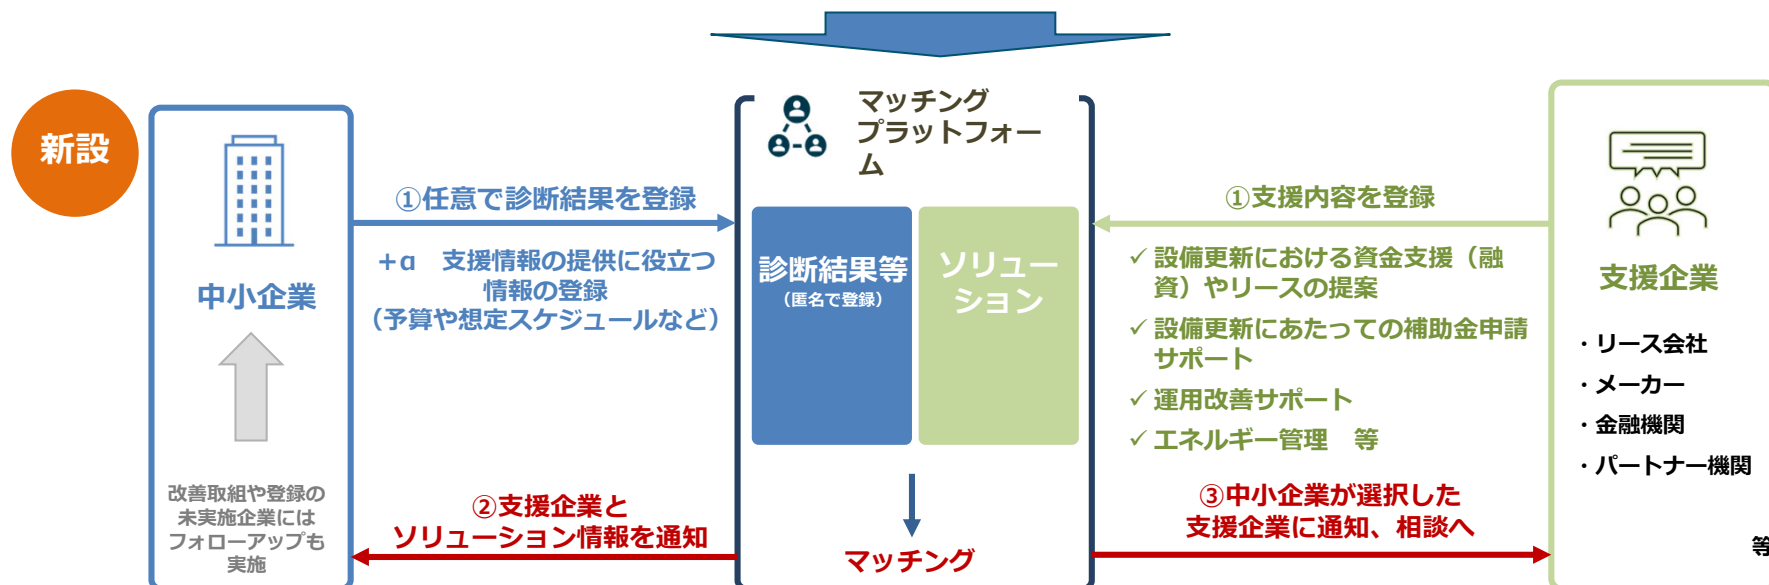 新設
中小企業
改善取組や登録の
未実施企業には
フォローアップも
実施
①任意で診断結果を登録
＋α　支援情報の提供に役立つ
情報の登録
（予算や想定スケジュールなど）
②支援企業と
ソリューション情報を通知
マッチング
プラットフォー
ム
診断結果等
（匿名で登録）
ソリュー
ション
マッチング
①支援内容を登録
✓ 設備更新における資金支援（融
資）やリースの提案
✓ 設備更新にあたっての補助金申請
サポート
✓ 運用改善サポート
✓ エネルギー管理　等
③中小企業が選択した
支援企業に通知、相談へ
支援企業
・リース会社
・メーカー
・金融機関
・パートナー機関
等